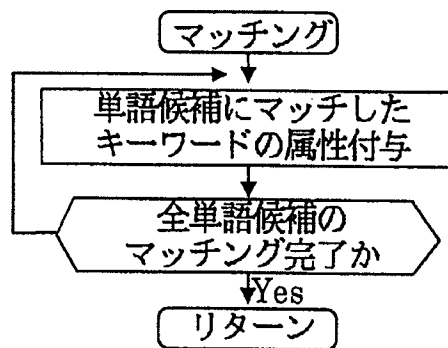 マッチング
単語候補にマッチした
キーワードの属性付与
全単語候補の
マッチング完了か
Yes
リターン